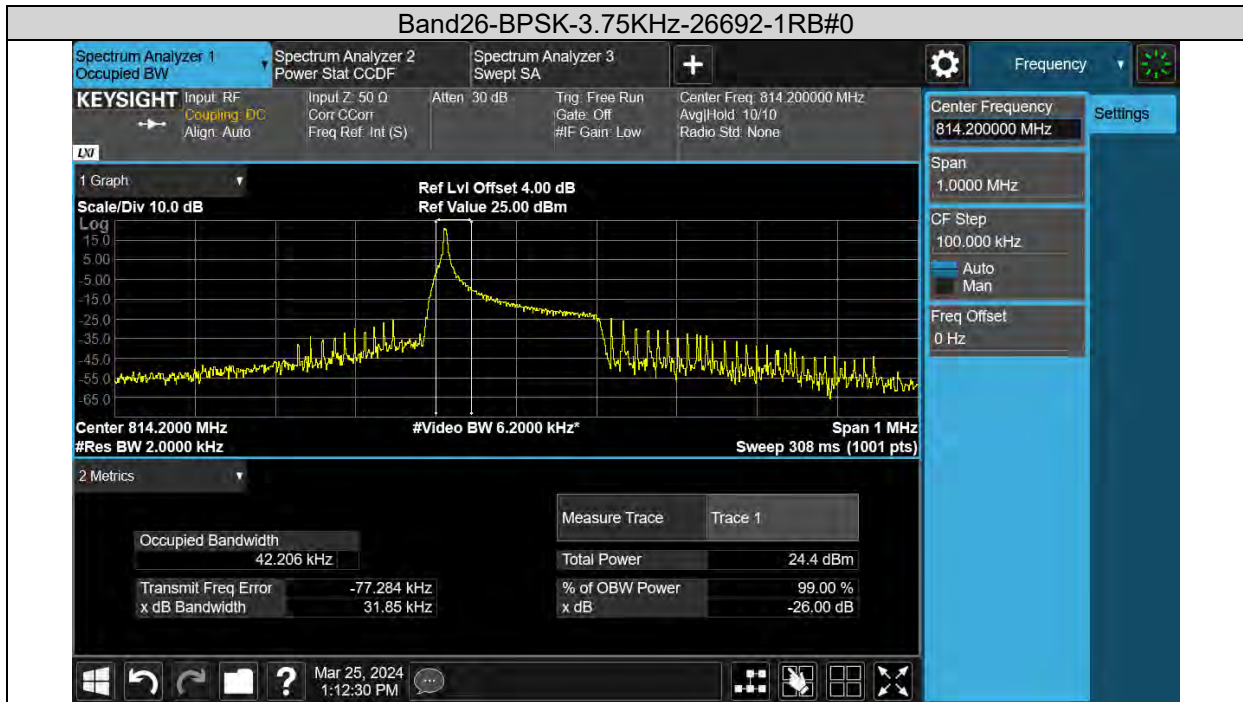 Band26-BPSK-3.75KHz-26692-1RB#0
Spectrum Analyzer 1
Occupied BW
Spectrum Analyzer 2
Power Stat CCDF
Spectrum Analyzer 3
Swept SA
+
Frequency
KEYSIGHT
Input: RF
Coupling: DC
Align: Auto
Input Z: 50 Ω
Corr CCorr
Freq Ref: Int (S)
Atten: 30 dB
Trig: Free Run
Gate: Off
#IF Gain: Low
Center Freq: 814.200000 MHz
Avg|Hold: 10/10
Radio Std: None
LXI
Center Frequency
814.200000 MHz
Settings
Span
1.0000 MHz
CF Step
100.000 kHz
Auto
Man
Freq Offset
0 Hz
1 Graph
Scale/Div 10.0 dB
Ref Lvl Offset 4.00 dB
Ref Value 25.00 dBm
Log
15.0
5.00
-5.00
-15.0
-25.0
-35.0
-45.0
-55.0
-65.0
Center 814.2000 MHz
#Video BW 6.2000 kHz*
Span 1 MHz
#Res BW 2.0000 kHz
Sweep 308 ms (1001 pts)
2 Metrics
Measure Trace
Trace 1
Occupied Bandwidth
42.206 kHz
Total Power
24.4 dBm
Transmit Freq Error
-77.284 kHz
% of OBW Power
99.00 %
x dB Bandwidth
31.85 kHz
x dB
-26.00 dB
?
Mar 25, 2024
1:12:30 PM